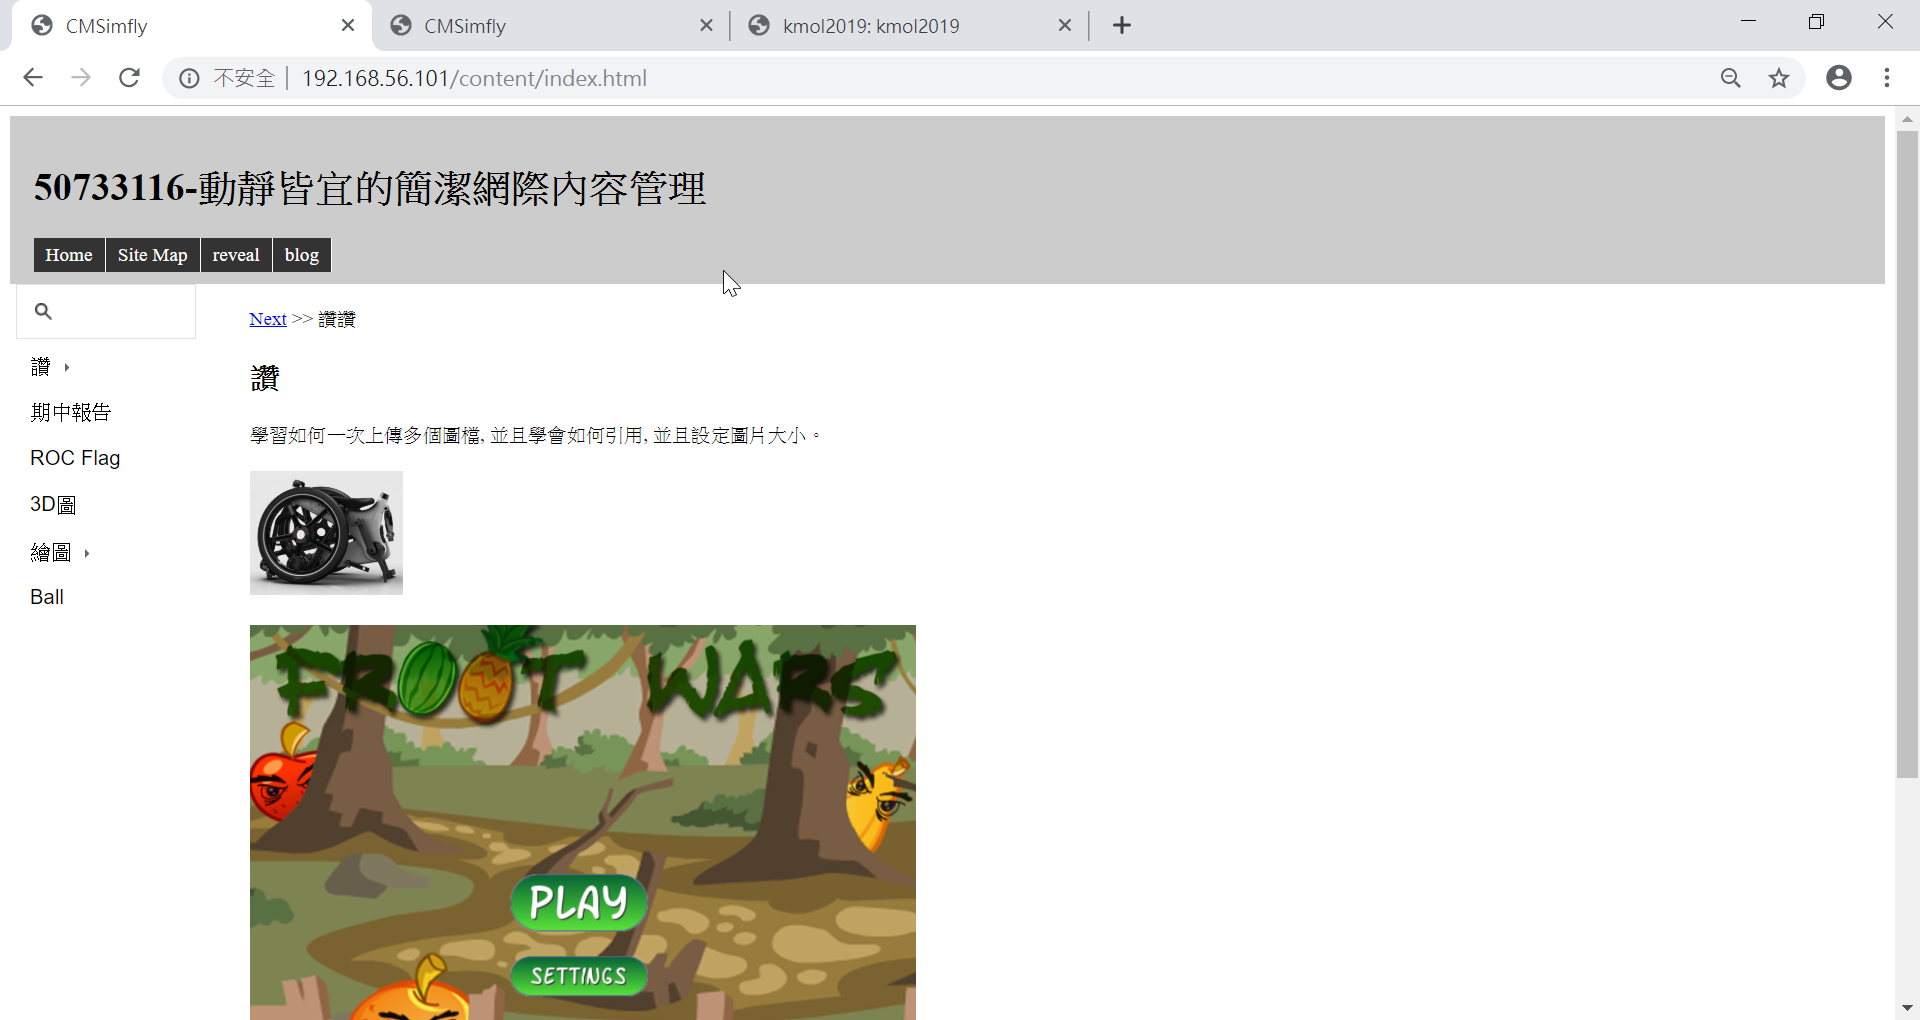 CMSimfly
CMSimfly
kmol2019: kmol2019
不安全 192.168.56.101/content/index.html
50733116-動靜皆宜的簡潔網際內容管理
Home Site Map reveal blog
Next >> 讚讚
讚
期中報告
ROC Flag
3D圖
繪圖
Ball
讚
學習如何一次上傳多個圖檔, 並且學會如何引用, 並且設定圖片大小。
FROOT WARS
PLAY
SETTINGS